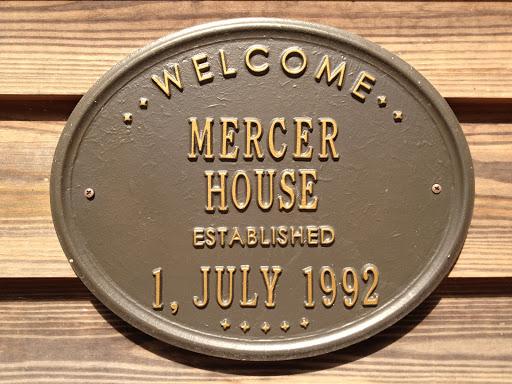 WELCOME
MERCER
HOUSE
ESTABLISHED
1, JULY 1992